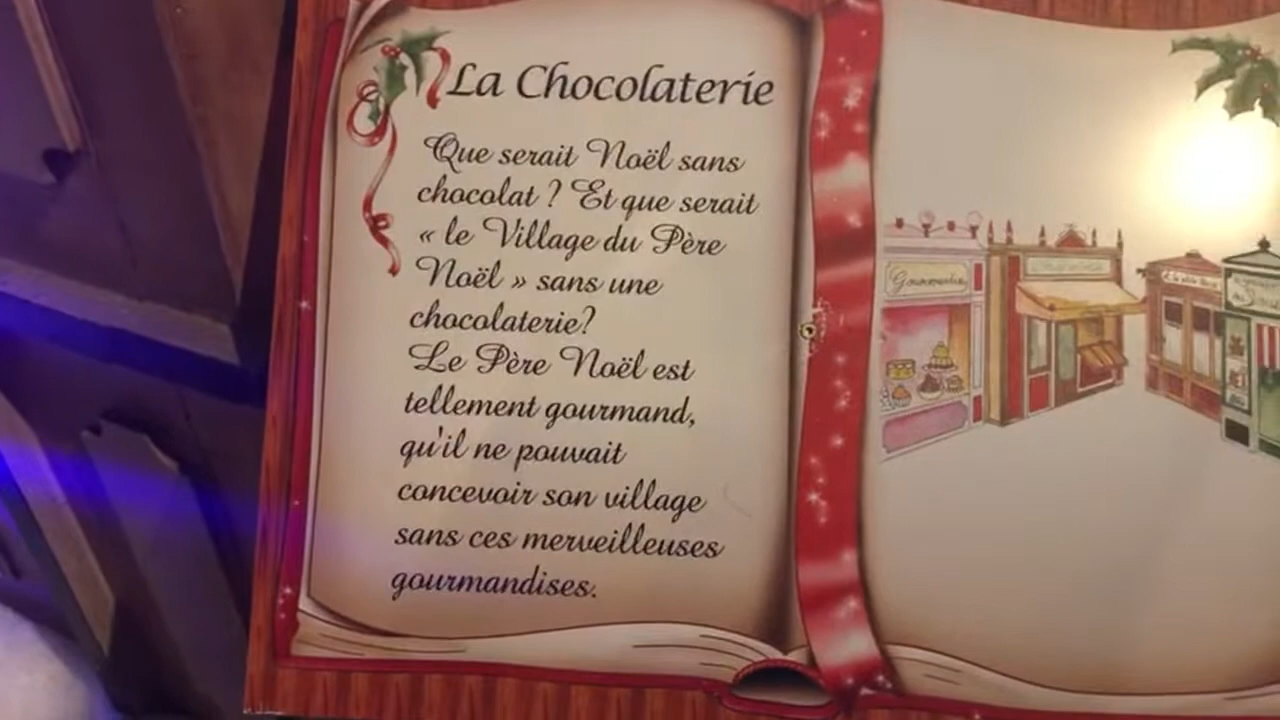 La Chocolaterie
Que serait Noël sans
chocolat ? Et que serait
« le Village du Père
Noël » sans une
chocolaterie?
Le Père Noël est
tellement gourmand,
qu'il ne pouvait
concevoir son village
sans ces merveilleuses
gourmandises.
Gourmandises